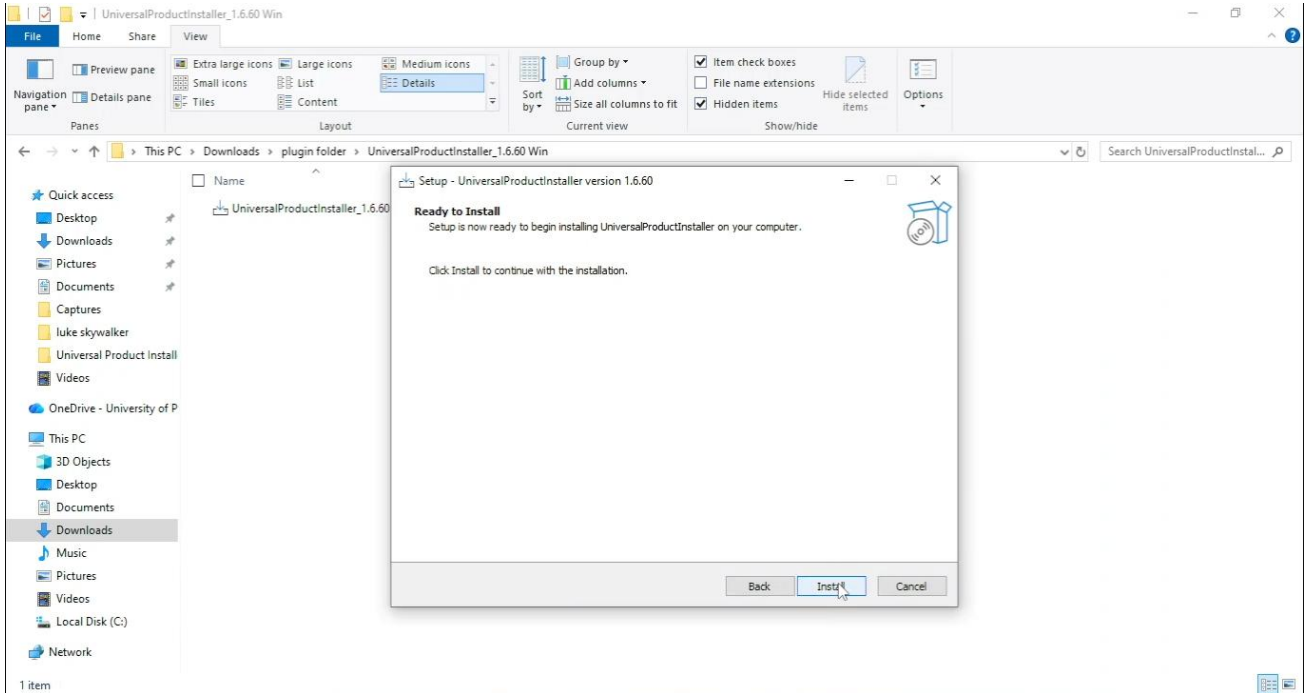 UniversalProductInstaller_1.6.60 Win
File Home Share View
Navigation pane
Preview pane
Details pane
Panes
Extra large icons Large icons Medium icons
Small icons List Details
Tiles Content
Layout
Sort by
Group by
Add columns
Size all columns to fit
Current view
Item check boxes
File name extensions
Hidden items
Hide selected items
Show/hide
Options
This PC > Downloads > plugin folder > UniversalProductInstaller_1.6.60 Win
Search UniversalProductInstal...
Quick access
Desktop
Downloads
Pictures
Documents
Captures
luke skywalker
Universal Product Install
Videos
OneDrive - University of P
This PC
3D Objects
Desktop
Documents
Downloads
Music
Pictures
Videos
Local Disk (C:)
Network
Name
UniversalProductInstaller_1.6.60
Setup - UniversalProductInstaller version 1.6.60
Ready to Install
Setup is now ready to begin installing UniversalProductInstaller on your computer.
Click Install to continue with the installation.
Back Install Cancel
1 item